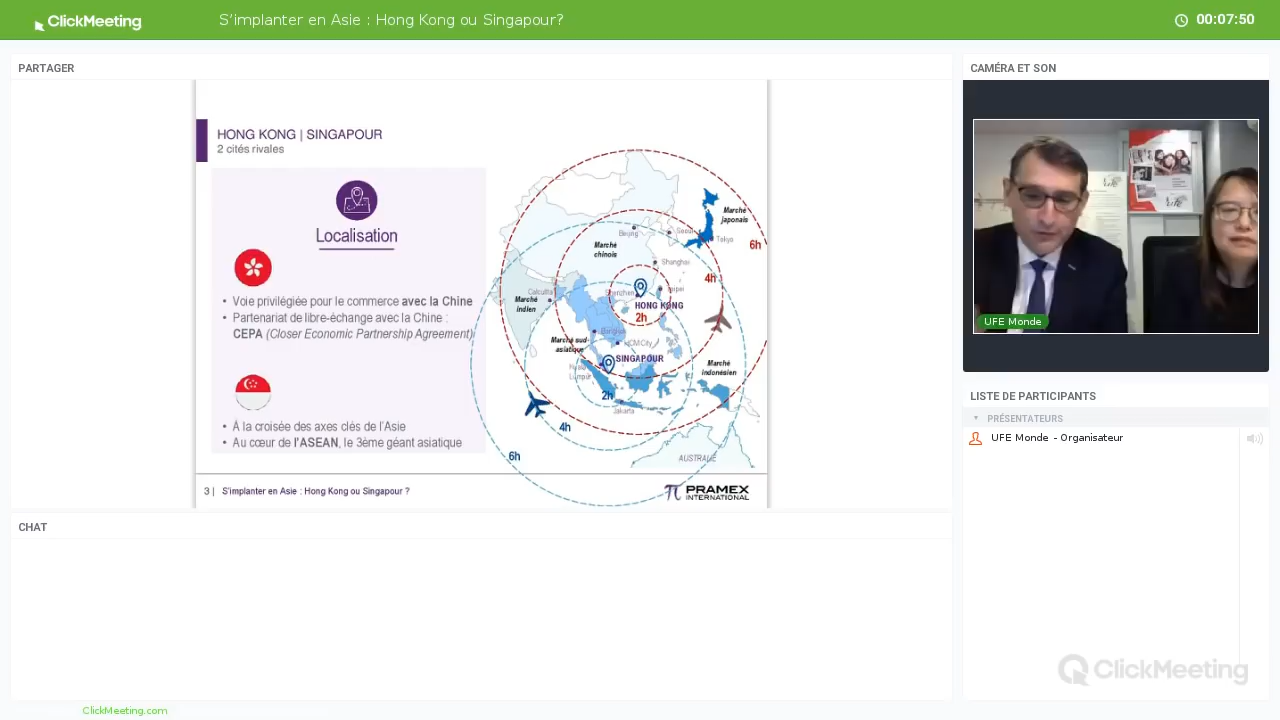 ClickMeeting
S'implanter en Asie : Hong Kong ou Singapour?
00:07:50
PARTAGER
CAMÉRA ET SON
HONG KONG | SINGAPOUR
2 cités rivales
Localisation
• Voie privilégiée pour le commerce avec la Chine
• Partenariat de libre-échange avec la Chine :
CEPA (Closer Economic Partnership Agreement)
• À la croisée des axes clés de l'Asie
• Au cœur de l'ASEAN, le 3ème géant asiatique
Marché
japonais
6h
Beijing
Seoul
Tokyo
Marché
chinois
Shanghai
4h
Calcutta
Marché
indien
Shenzhen
Taipei
HONG KONG
2h
Bangkok
Marché sud-
asiatique
HCM City
SINGAPOUR
Kuala
Lumpur
Marché
indonésien
2h
Jakarta
4h
6h
AUSTRALIE
3 | S'implanter en Asie : Hong Kong ou Singapour ?
PRAMEX
INTERNATIONAL
UFE Monde
LISTE DE PARTICIPANTS
PRÉSENTATEURS
UFE Monde - Organisateur
CHAT
ClickMeeting
ClickMeeting.com